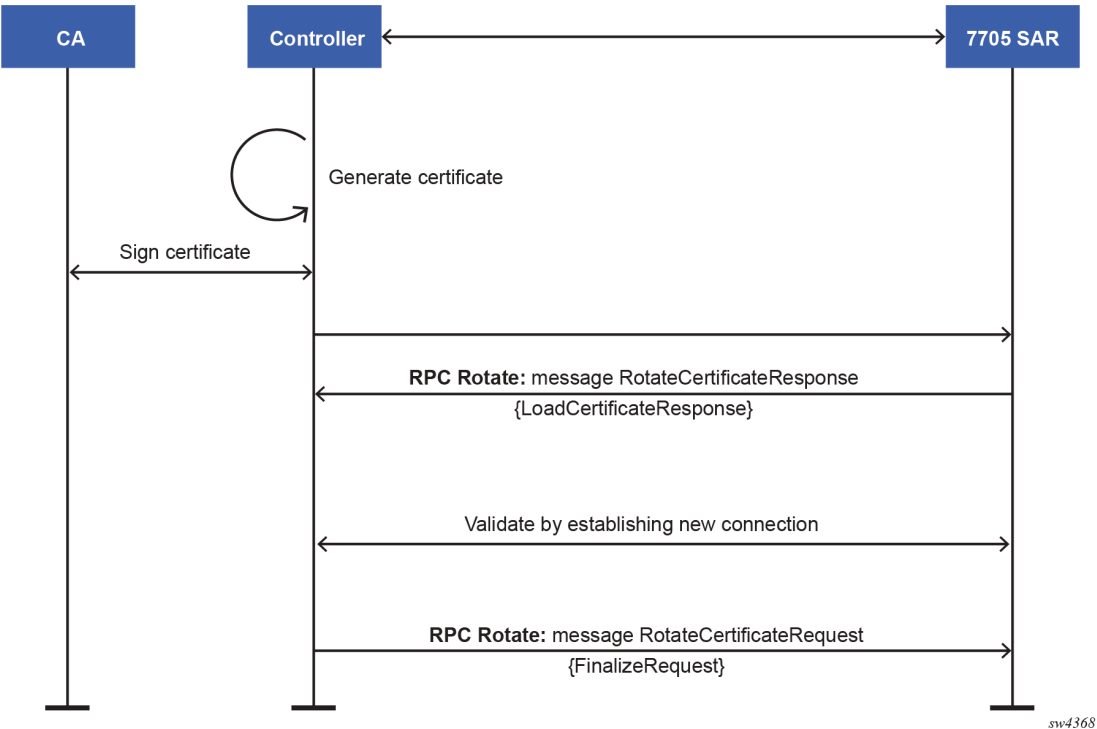 CA
Controller
7705 SAR
Generate certificate
Sign certificate
RPC Rotate: message RotateCertificateResponse
{LoadCertificateResponse}
Validate by establishing new connection
RPC Rotate: message RotateCertificateRequest
{FinalizeRequest}
sw4368